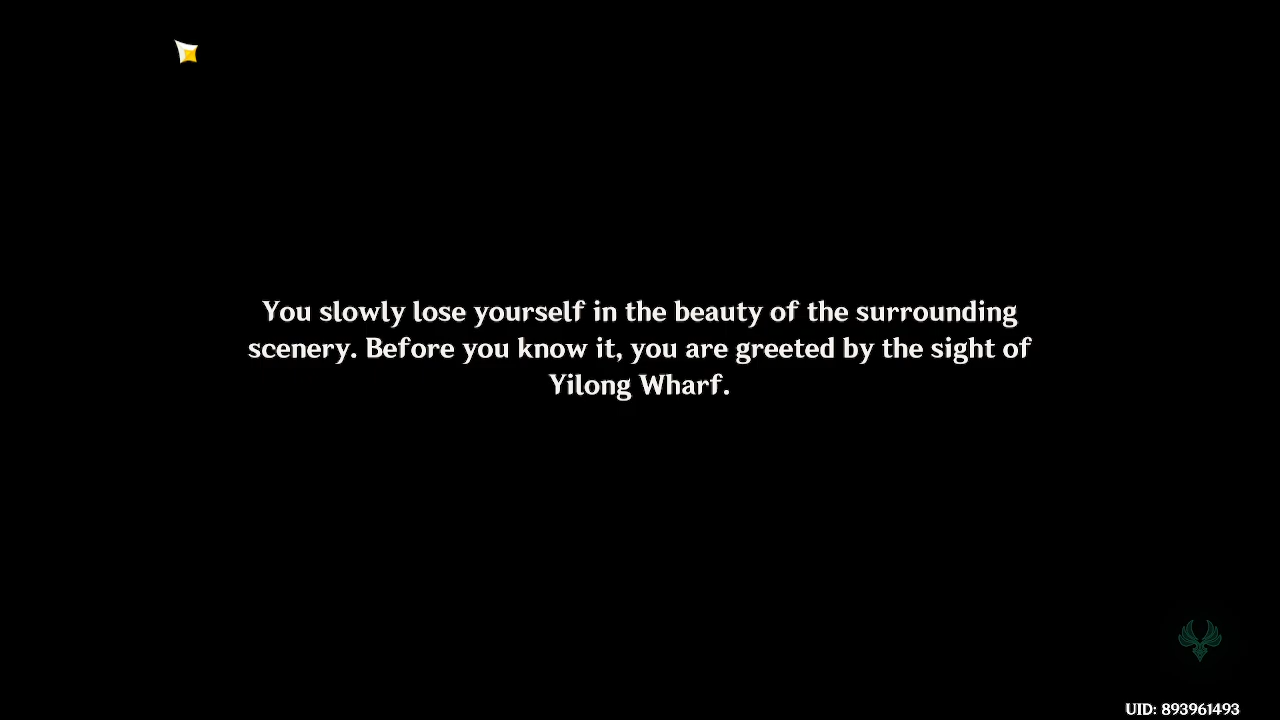 You slowly lose yourself in the beauty of the surrounding
scenery. Before you know it, you are greeted by the sight of
Yilong Wharf.
UID: 893961493